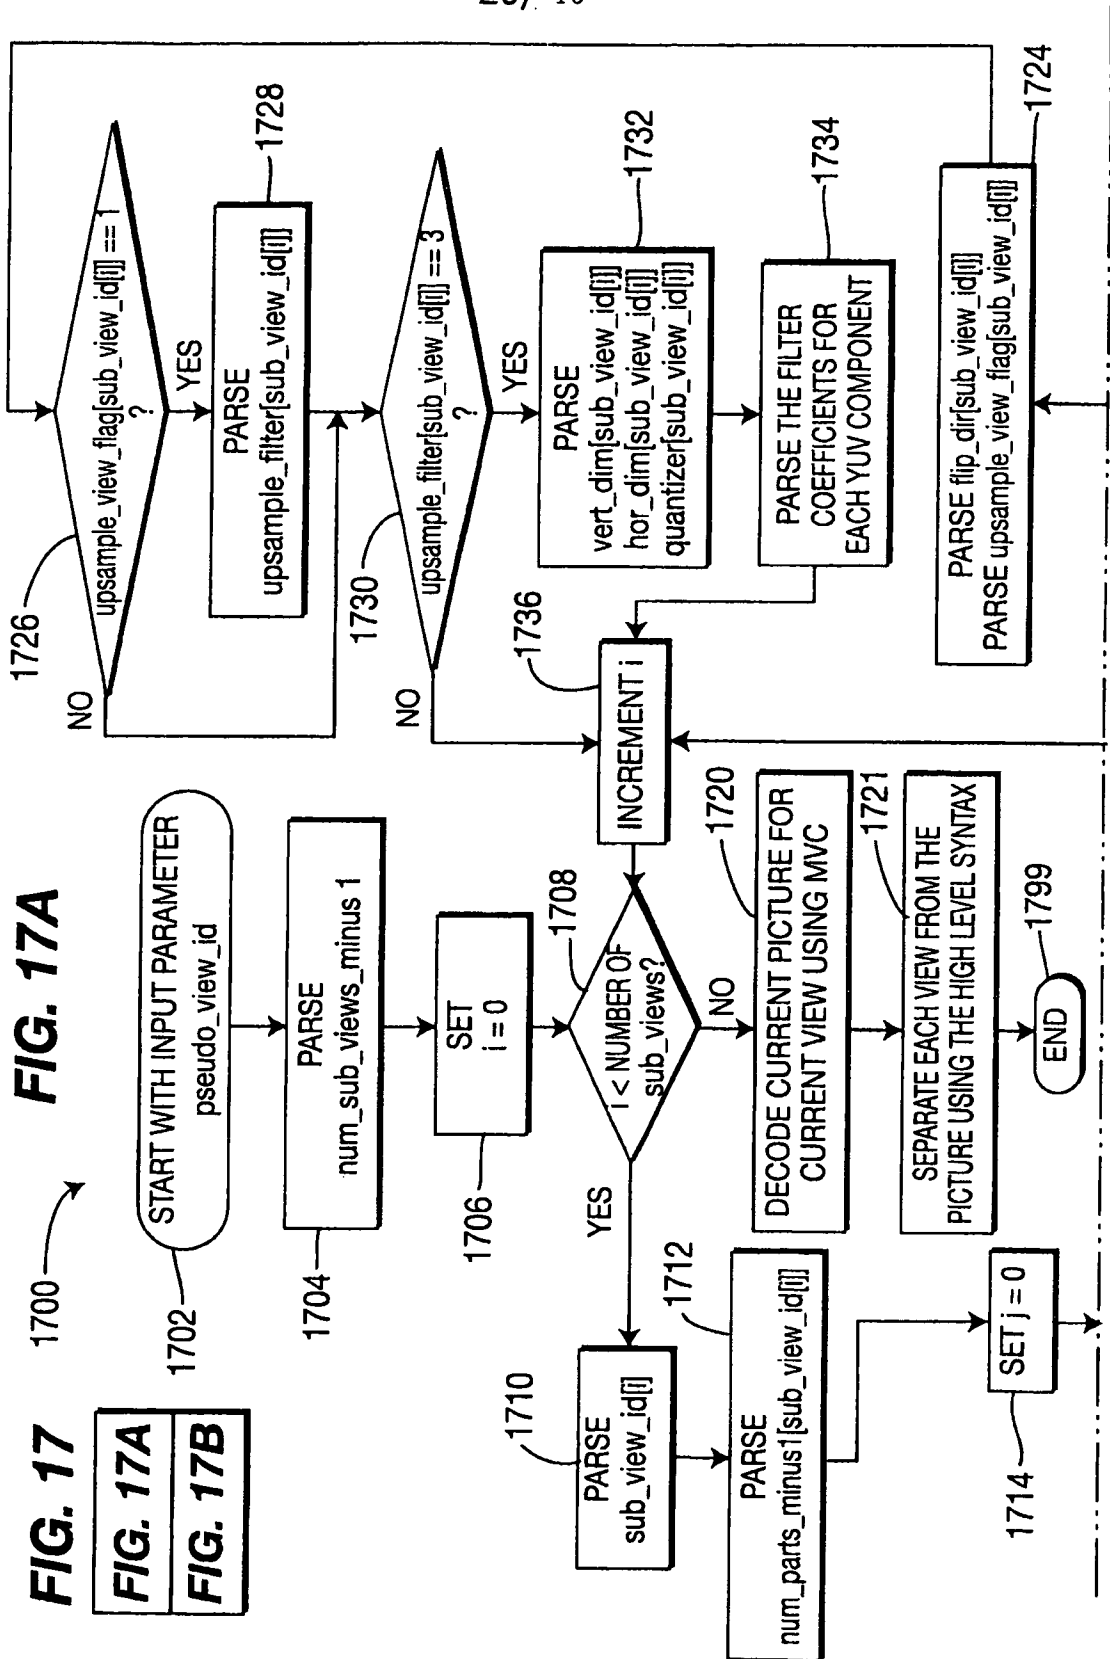 FIG. 17
FIG. 17A
FIG. 17B
FIG. 17A
1700
START WITH INPUT PARAMETER
pseudo_view_id
1702
PARSE
num_sub_views_minus 1
1704
SET
i = 0
1706
i < NUMBER OF
sub_views?
1708
YES
NO
PARSE
sub_view_id[i]
1710
PARSE
num_parts_minus1[sub_view_id[i]]
1712
SET j = 0
1714
DECODE CURRENT PICTURE FOR
CURRENT VIEW USING MVC
1720
SEPARATE EACH VIEW FROM THE
PICTURE USING THE HIGH LEVEL SYNTAX
1721
END
1799
INCREMENT i
1736
upsample_view_flag[sub_view_id[i]] == 1
?
1726
NO
YES
PARSE
upsample_filter[sub_view_id[i]]
1728
upsample_filter[sub_view_id[i]] == 3
?
1730
NO
YES
PARSE
vert_dim[sub_view_id[i]]
hor_dim[sub_view_id[i]]
quantizer[sub_view_id[i]]
1732
PARSE THE FILTER
COEFFICIENTS FOR
EACH YUV COMPONENT
1734
PARSE flip_dir[sub_view_id[i]]
PARSE upsample_view_flag[sub_view_id[i]]
1724